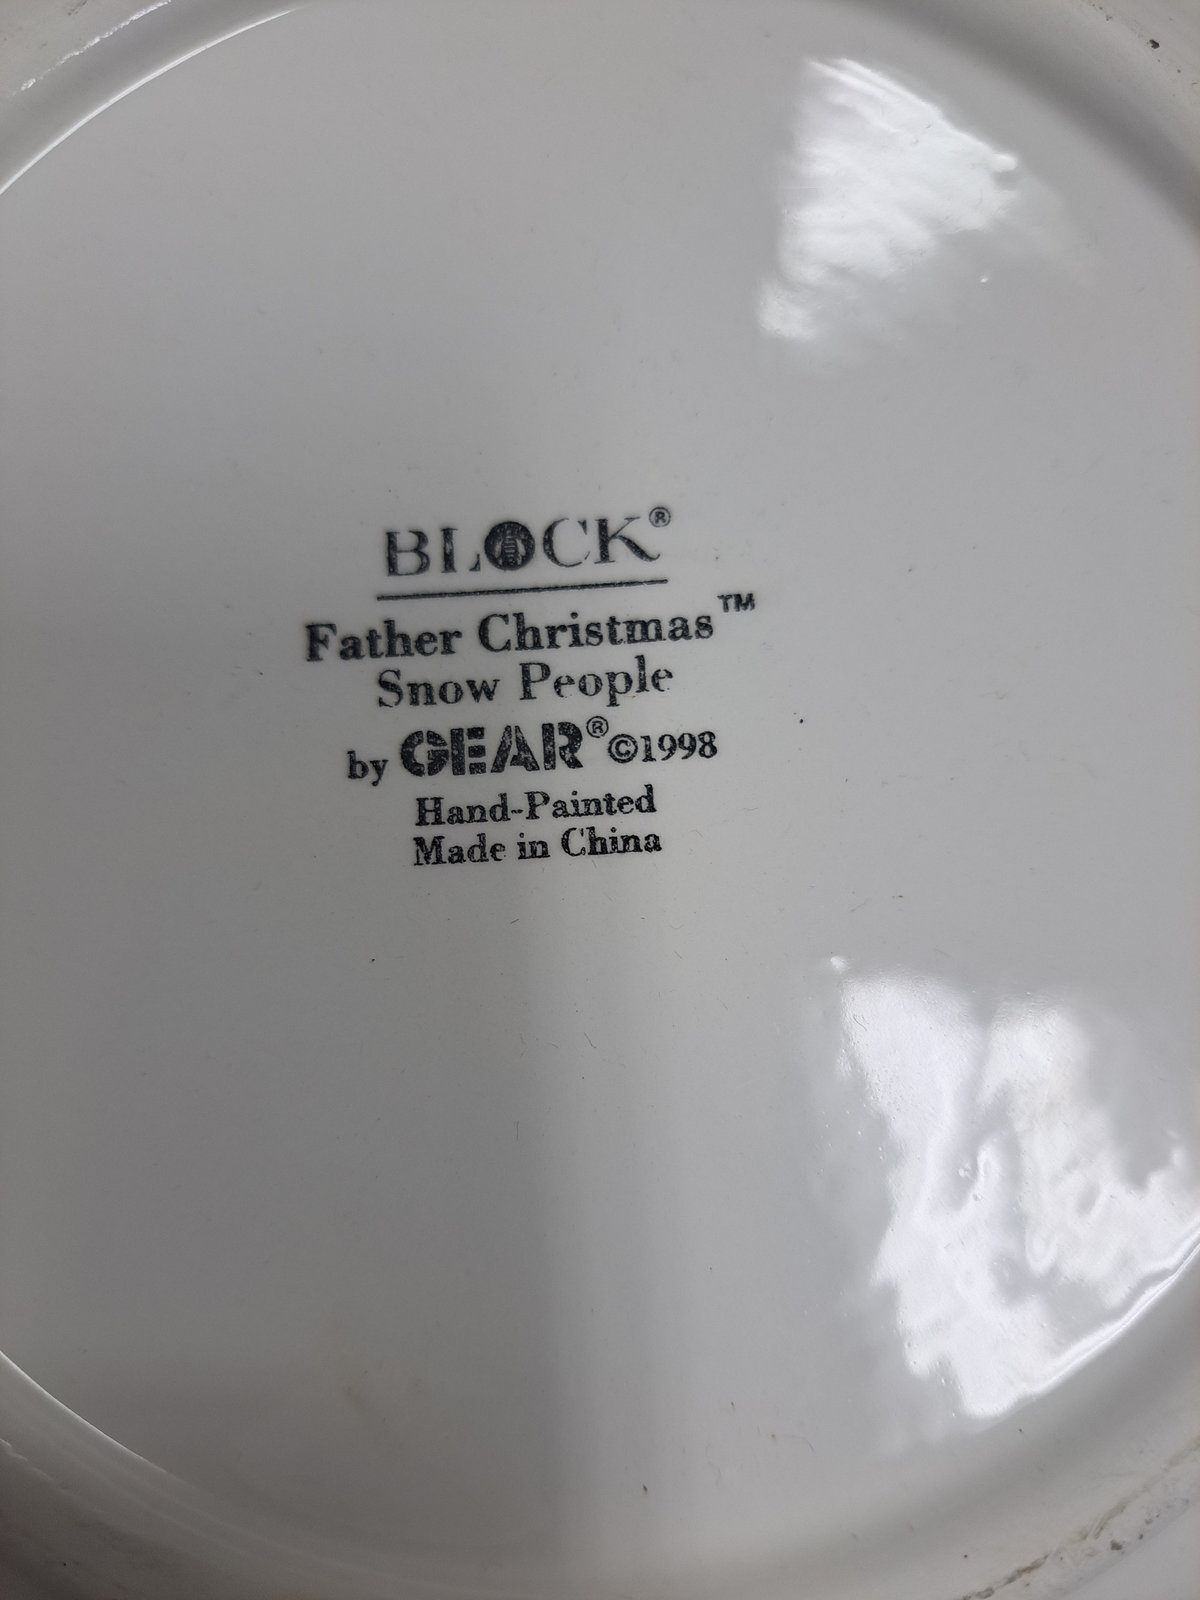 BLOCK®
Father Christmas™
Snow People
by GEAR® ©1998
Hand-Painted
Made in China